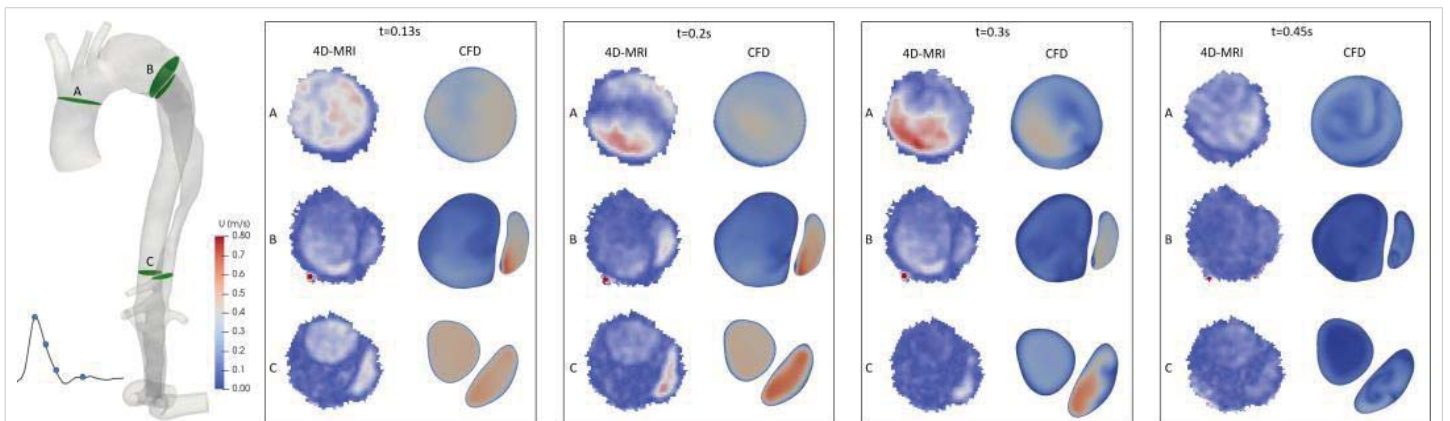 A
B
C
U (m/s)
0.80
0.7
0.6
0.5
0.4
0.3
0.2
0.1
0.00
t=0.13s
4D-MRI CFD
A
B
C
t=0.2s
4D-MRI CFD
A
B
C
t=0.3s
4D-MRI CFD
A
B
C
t=0.45s
4D-MRI CFD
A
B
C